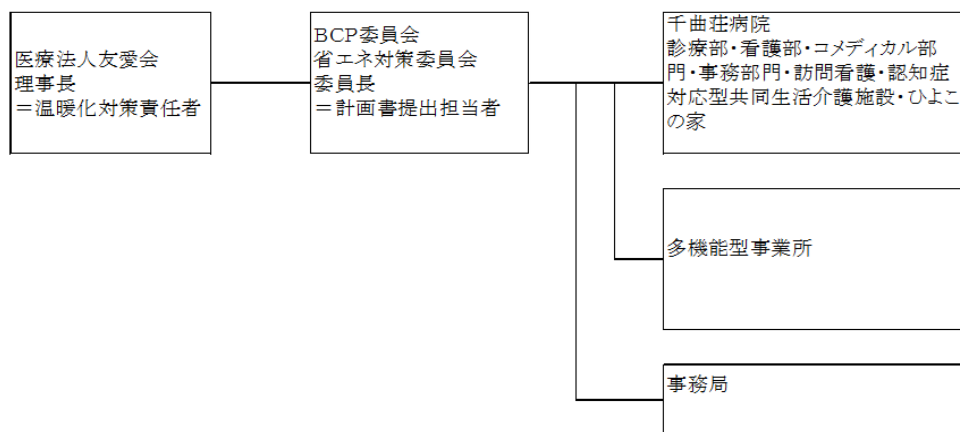 医療法人友愛会
理事長
＝温暖化対策責任者
BCP委員会
省エネ対策委員会
委員長
＝計画書提出担当者
千曲荘病院
診療部・看護部・コメディカル部
門・事務部門・訪問看護・認知症
対応型共同生活介護施設・ひよこ
の家
多機能型事業所
事務局